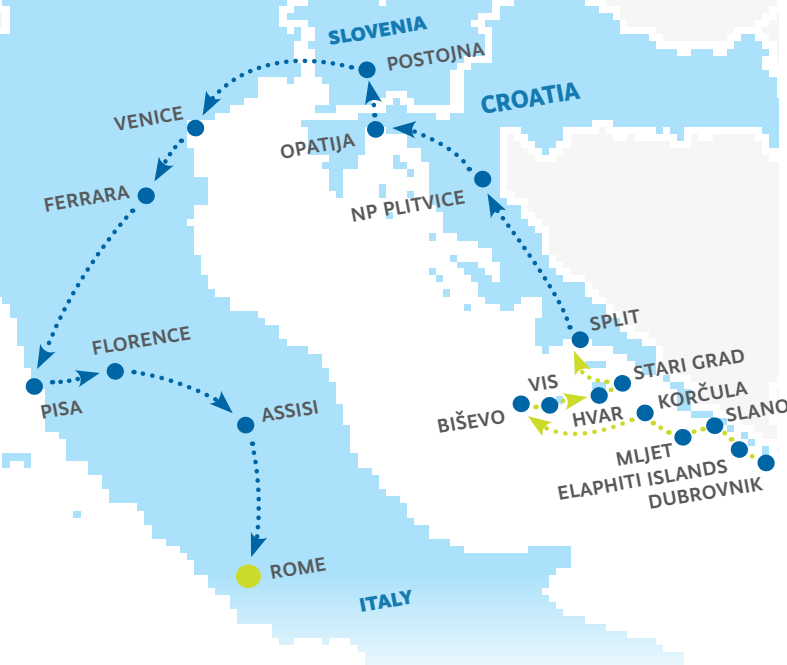 SLOVENIA
POSTOJNA
CROATIA
VENICE
OPATIJA
FERRARA
NP PLITVICE
SPLIT
FLORENCE
STARI GRAD
VIS
KORČULA
PISA
ASSISI
BIŠEVO
HVAR
SLANO
MLJET
ELAPHITI ISLANDS
DUBROVNIK
ROME
ITALY